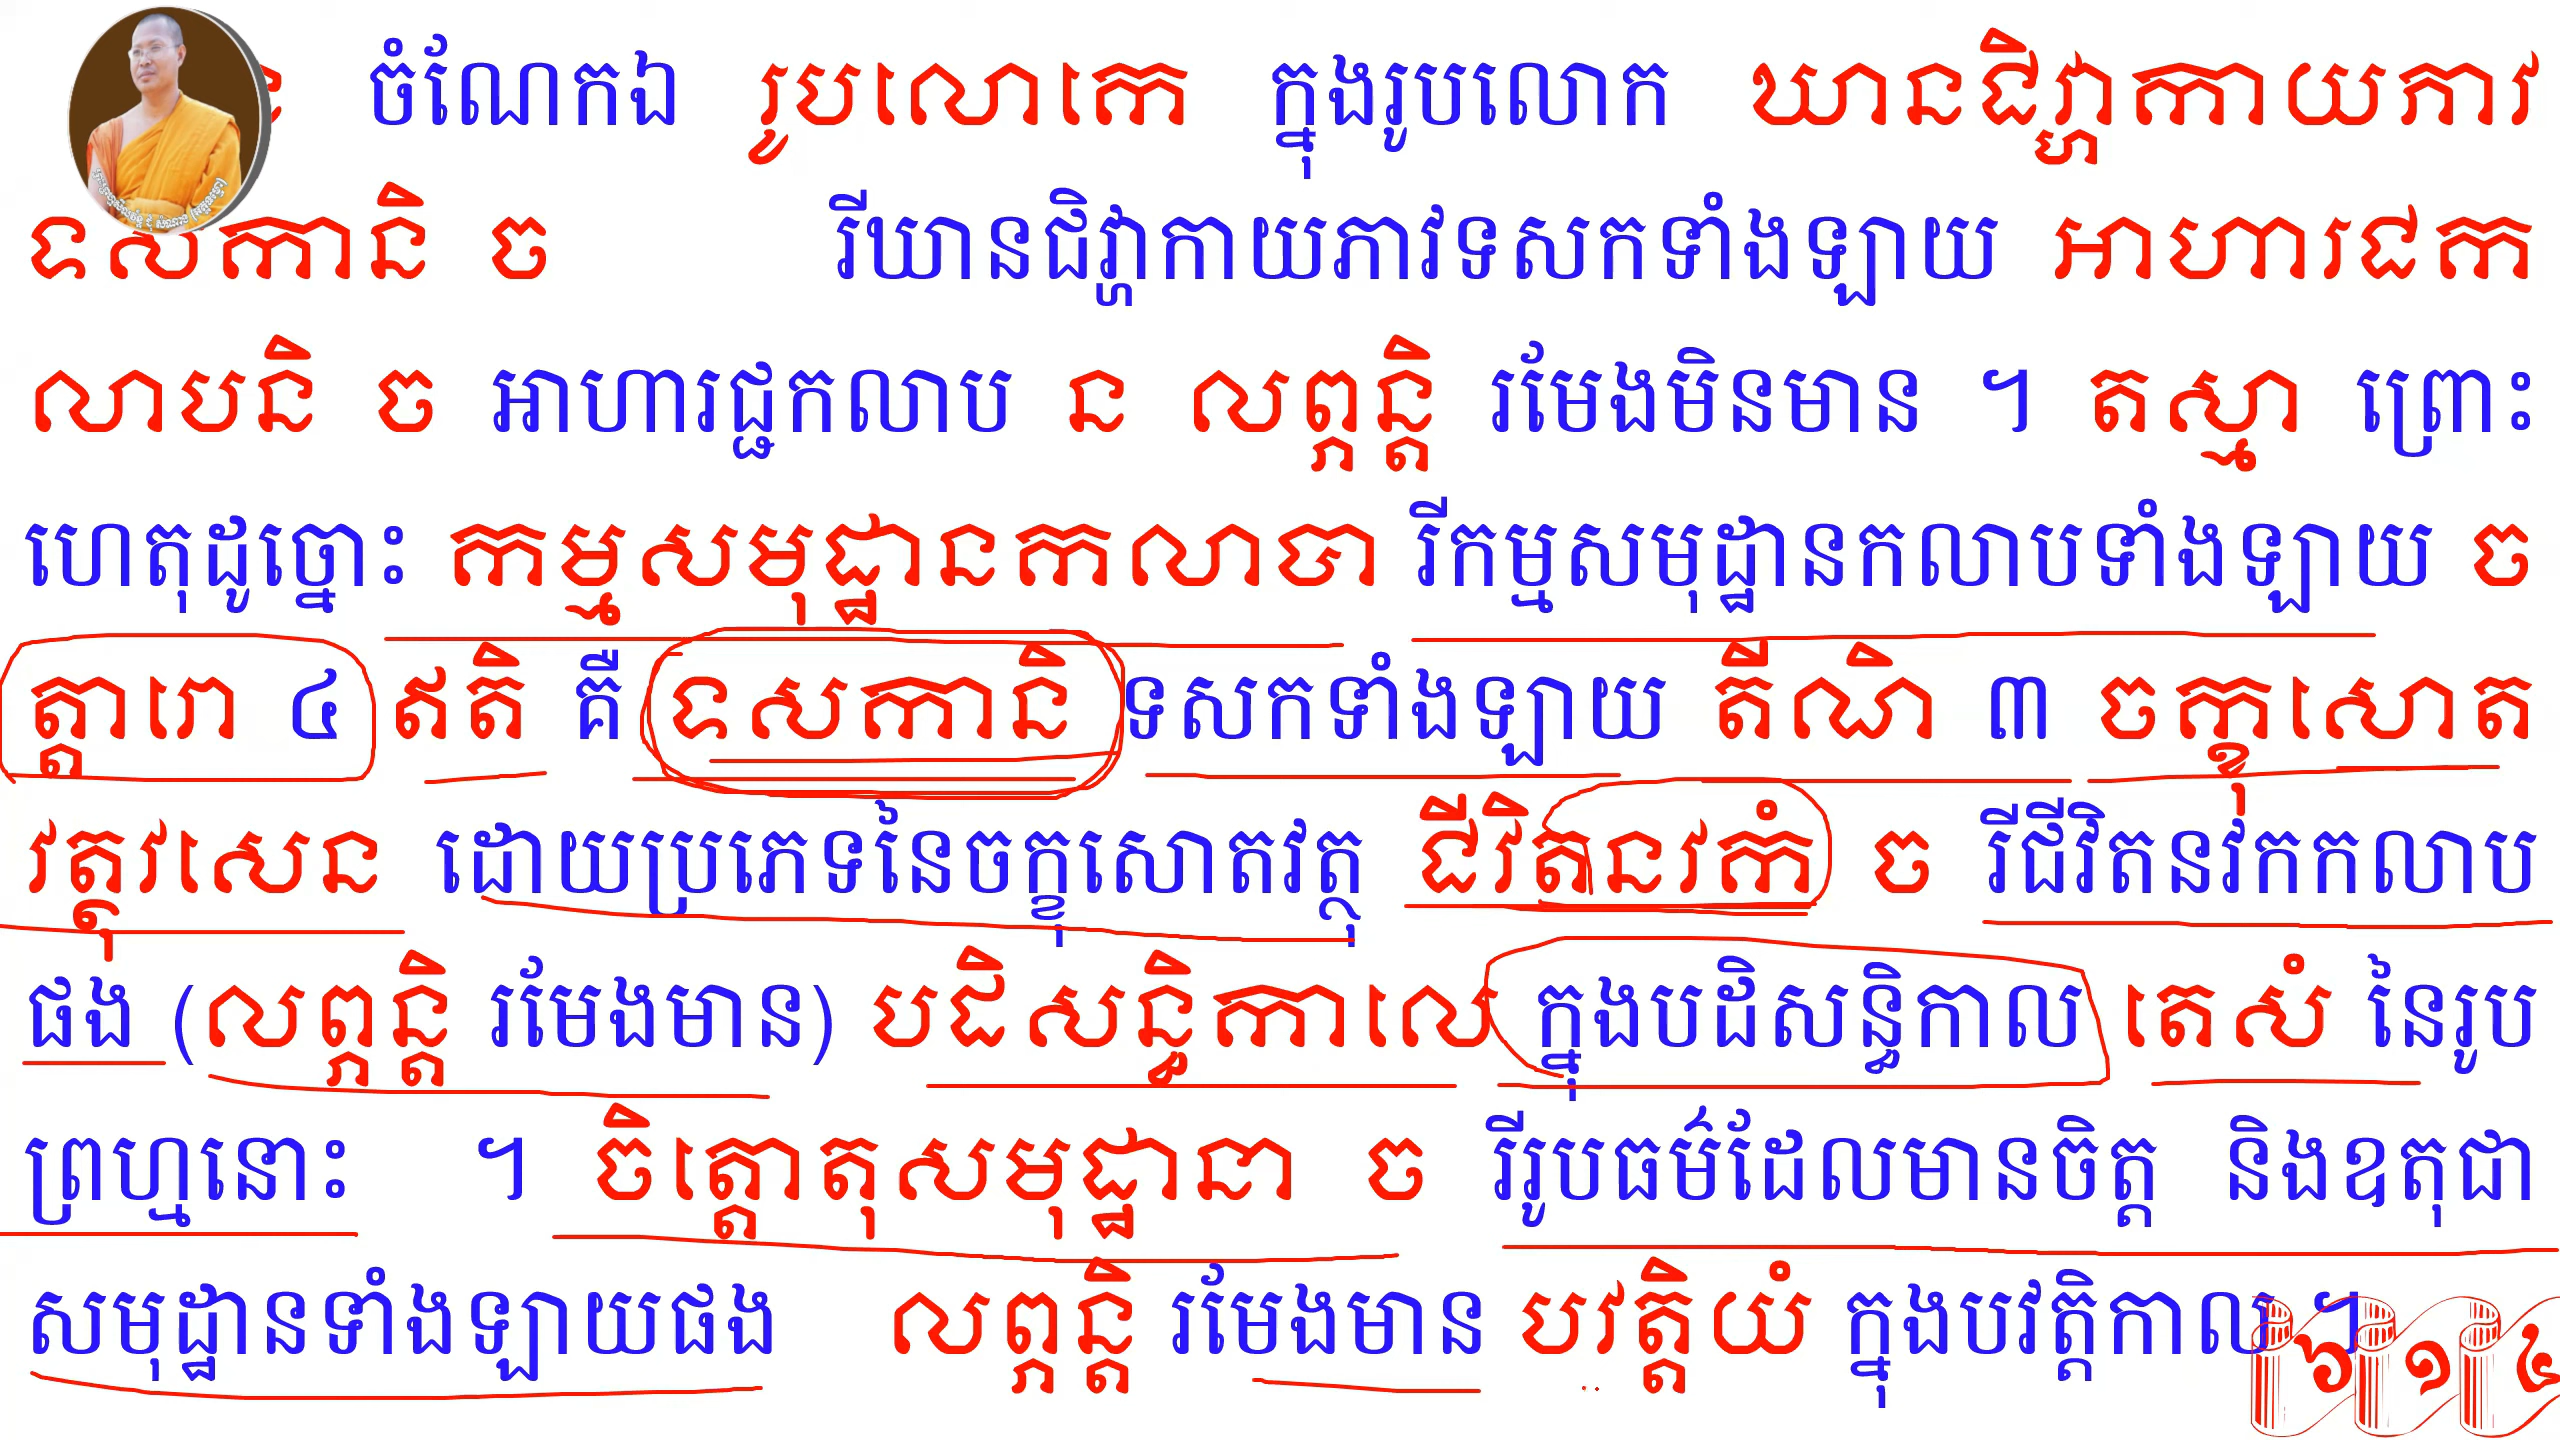 ចំណែកឯ រូបលោកេ ក្នុងរូបលោក ឃានជិវ្ហាកាយភាវ
ទសកានិ ច រីឃានជិវ្ហាកាយភាវទសកទាំងឡាយ អាហារជក
លាបនិ ច អាហារជ្ជកលាប ន លព្ភន្តិ រមែងមិនមាន ។ តស្មា ព្រោះ
ហេតុដូច្នោះ កម្មសមុដ្ឋានកលាបា រីកម្មសមុដ្ឋានកលាបទាំងឡាយ ច
ត្តារោ ៤ ឥតិ គឺ ទសកានិ ទសកទាំងឡាយ តីណិ ៣ ចក្ខុសោត
វត្ថុវសេន ដោយប្រភេទនៃចក្ខុសោតវត្ថុ ជីវិតនវកំ ច រីជីវិតនវកកលាប
ផង (លព្ភន្តិ រមែងមាន) បដិសន្ធិកាលេ ក្នុងបដិសន្ធិកាល តេសំ នៃរូប
ព្រហ្មនោះ ។ ចិត្តោតុសមុដ្ឋានា ច រីរូបធម៌ដែលមានចិត្ត និងឧតុជា
សមុដ្ឋានទាំងឡាយផង លព្ភន្តិ រមែងមាន បវត្តិយំ ក្នុងបវត្តិកាល ។
៦១៥